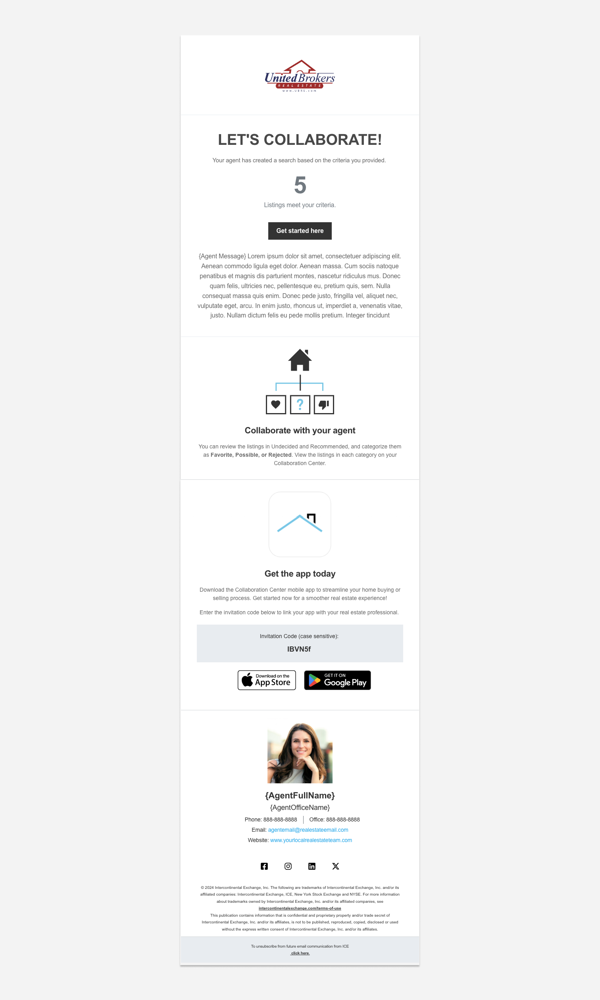 United Brokers
REAL ESTATE
www.UBRE.com
LET'S COLLABORATE!
Your agent has created a search based on the criteria you provided.
5
Listings meet your criteria.
Get started here
{Agent Message} Lorem ipsum dolor sit amet, consectetuer adipiscing elit.
Aenean commodo ligula eget dolor. Aenean massa. Cum sociis natoque
penatibus et magnis dis parturient montes, nascetur ridiculus mus. Donec
quam felis, ultricies nec, pellentesque eu, pretium quis, sem. Nulla
consequat massa quis enim. Donec pede justo, fringilla vel, aliquet nec,
vulputate eget, arcu. In enim justo, rhoncus ut, imperdiet a, venenatis vitae,
justo. Nullam dictum felis eu pede mollis pretium. Integer tincidunt
?
Collaborate with your agent
You can review the listings in Undecided and Recommended, and categorize them
as Favorite, Possible, or Rejected. View the listings in each category on your
Collaboration Center.
Get the app today
Download the Collaboration Center mobile app to streamline your home buying or
selling process. Get started now for a smoother real estate experience!
Enter the invitation code below to link your app with your real estate professional.
Invitation Code (case sensitive):
IBVN5f
Download on the
App Store
GET IT ON
Google Play
{AgentFullName}
{AgentOfficeName}
Phone: 888-888-8888 | Office: 888-888-8888
Email: agentemail@realestateemail.com
Website: www.yourlocalrealestateteam.com
© 2024 Intercontinental Exchange, Inc. The following are trademarks of Intercontinental Exchange, Inc. and/or its
affiliated companies: Intercontinental Exchange, ICE, New York Stock Exchange and NYSE. For more information
about trademarks owned by Intercontinental Exchange, Inc. and/or its affiliated companies, see
intercontinentalexchange.com/terms-of-use
This publication contains information that is confidential and proprietary property and/or trade secret of
Intercontinental Exchange, Inc. and/or its affiliates, is not to be published, reproduced, copied, disclosed or used
without the express written consent of Intercontinental Exchange, Inc. and/or its affiliates.
To unsubscribe from future email communication from ICE
click here.